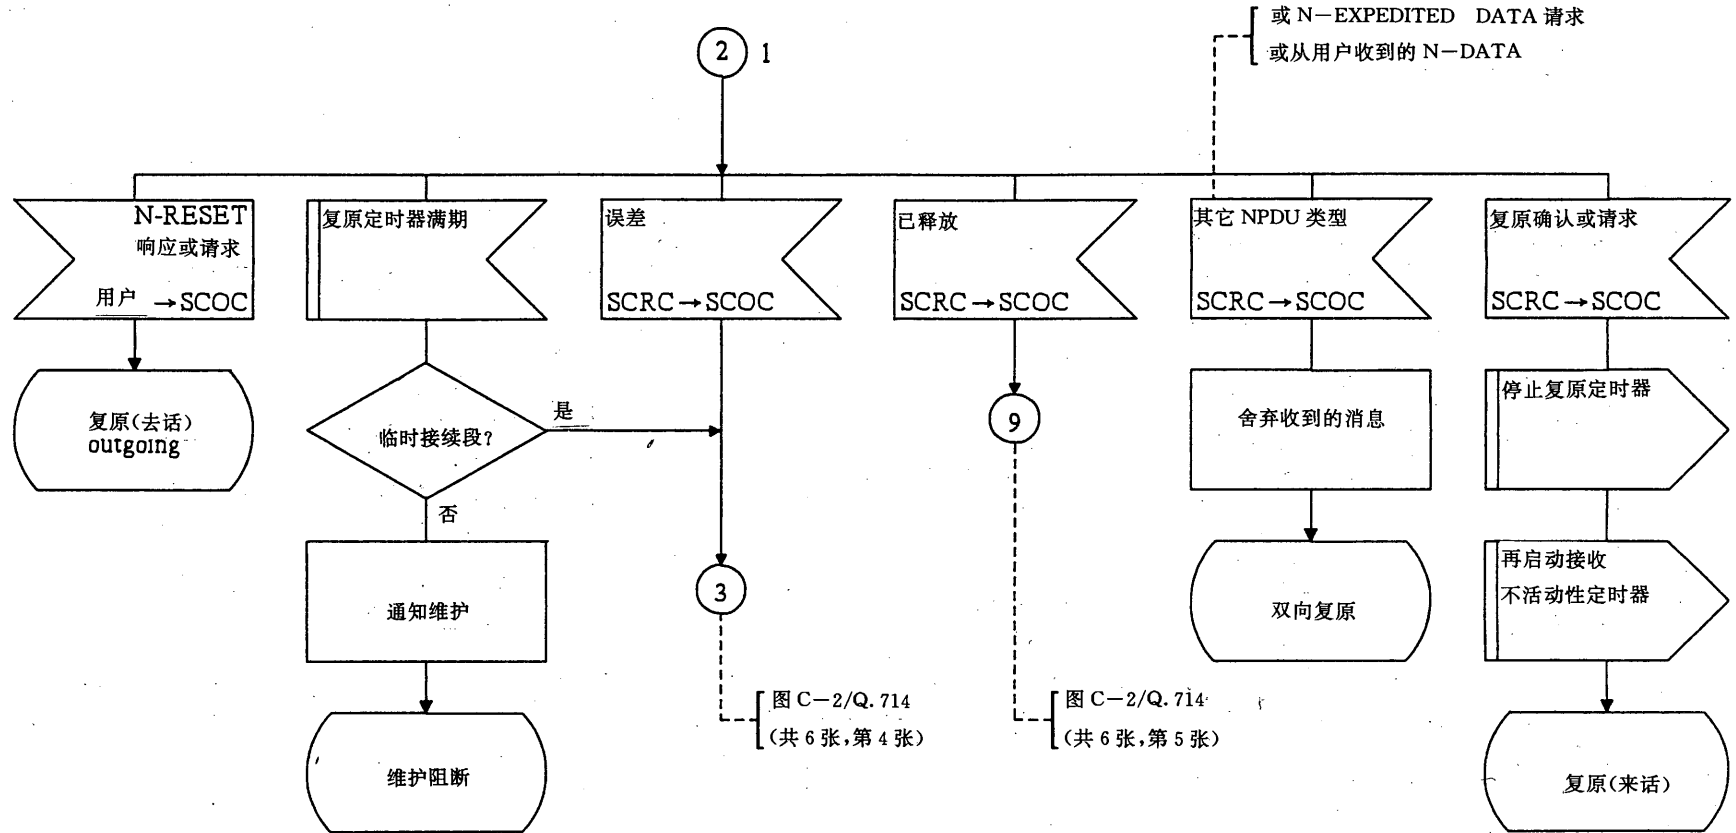 或 N-EXPEDITED DATA 请求
或从用户收到的 N-DATA
2 1
N-RESET
响应或请求
用户 →SCOC
复原定时器满期
误差
SCRC→SCOC
已释放
SCRC→SCOC
其它 NPDU 类型
SCRC→SCOC
复原确认或请求
SCRC→SCOC
复原(去话)
outgoing
临时接续段?
是
否
9
舍弃收到的消息
停止复原定时器
通知维护
3
双向复原
再启动接收
不活动性定时器
图 C-2/Q.714
(共 6 张,第 4 张)
图 C-2/Q.714
(共 6 张,第 5 张)
维护阻断
复原(来话)